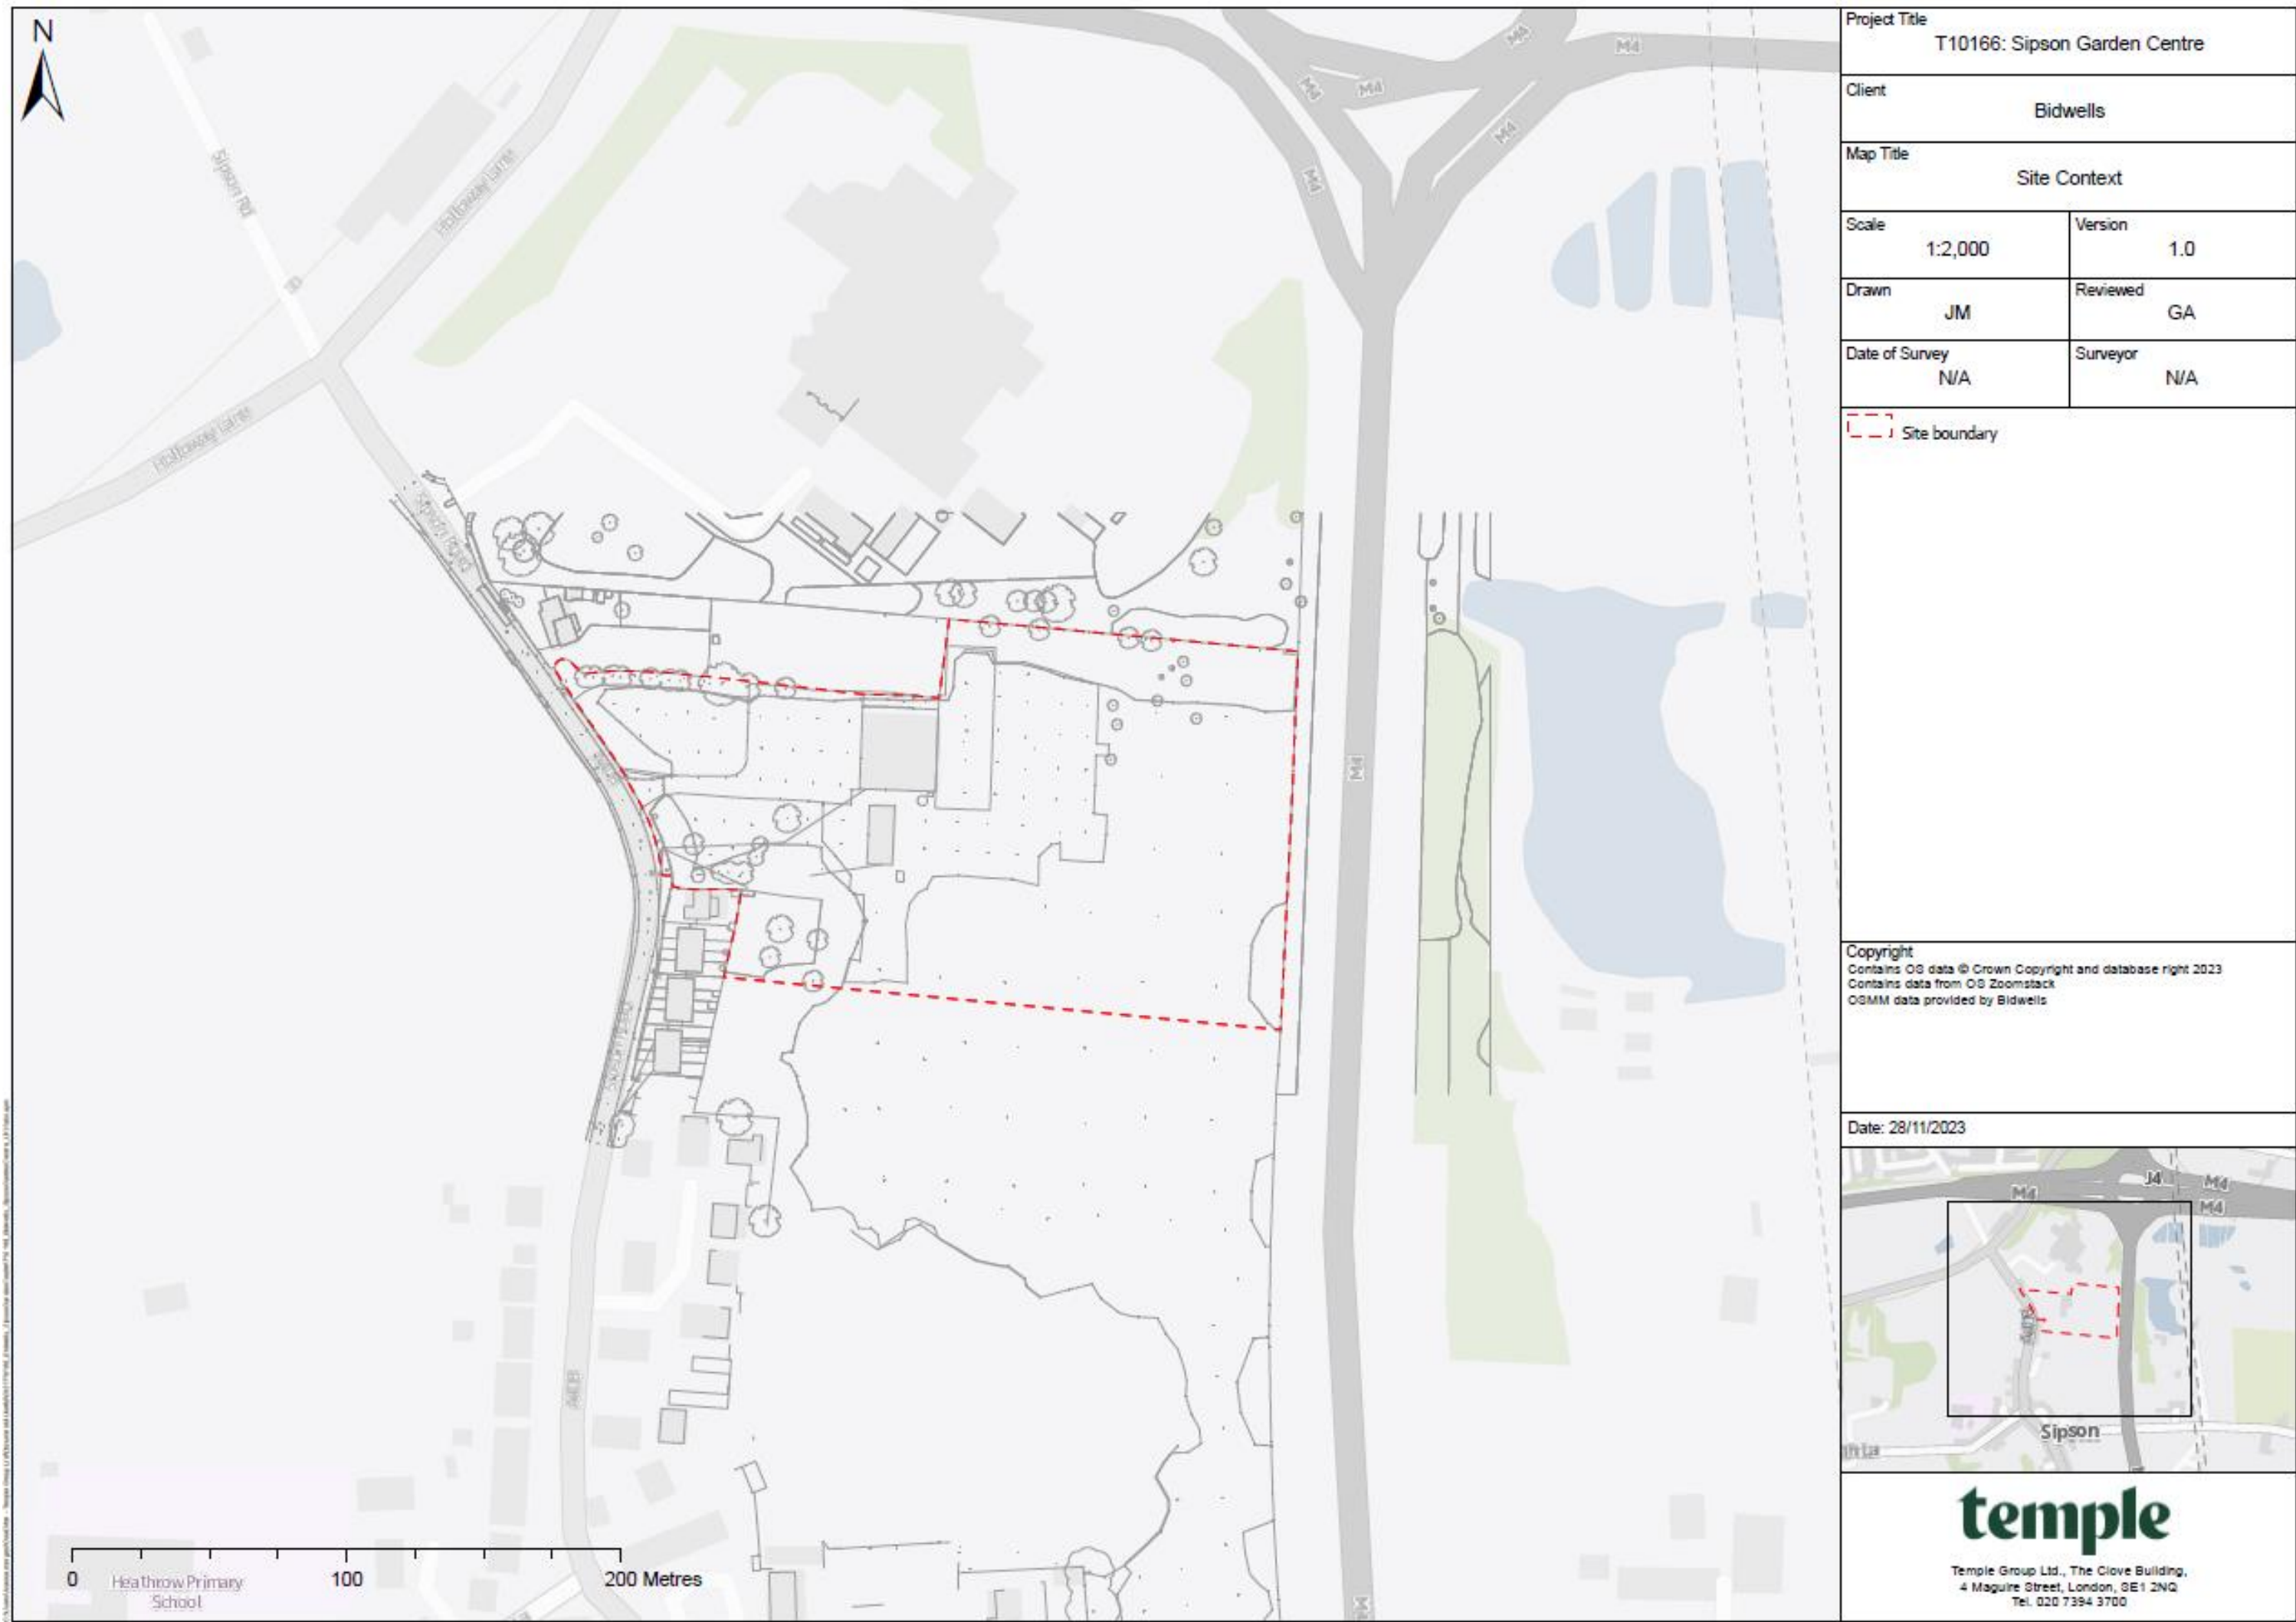 N
Sipson Rd
Holloway Lane
M4
M4
M4
M4
M4
M4
Holloway Lane
Sipson Road
M4
Sipson Road
A408
M4
0
100
200 Metres
Heathrow Primary
School
Project Title
T10166: Sipson Garden Centre
Client
Bidwells
Map Title
Site Context
Scale
1:2,000
Version
1.0
Drawn
JM
Reviewed
GA
Date of Survey
N/A
Surveyor
N/A
Site boundary
Copyright
Contains OS data © Crown Copyright and database right 2023
Contains data from OS Zoomstack
OSMM data provided by Bidwells
Date: 28/11/2023
J4
M4
M4
M4
A408
Sipson
temple
Temple Group Ltd., The Clove Building,
4 Maguire Street, London, SE1 2NQ
Tel. 020 7394 3700